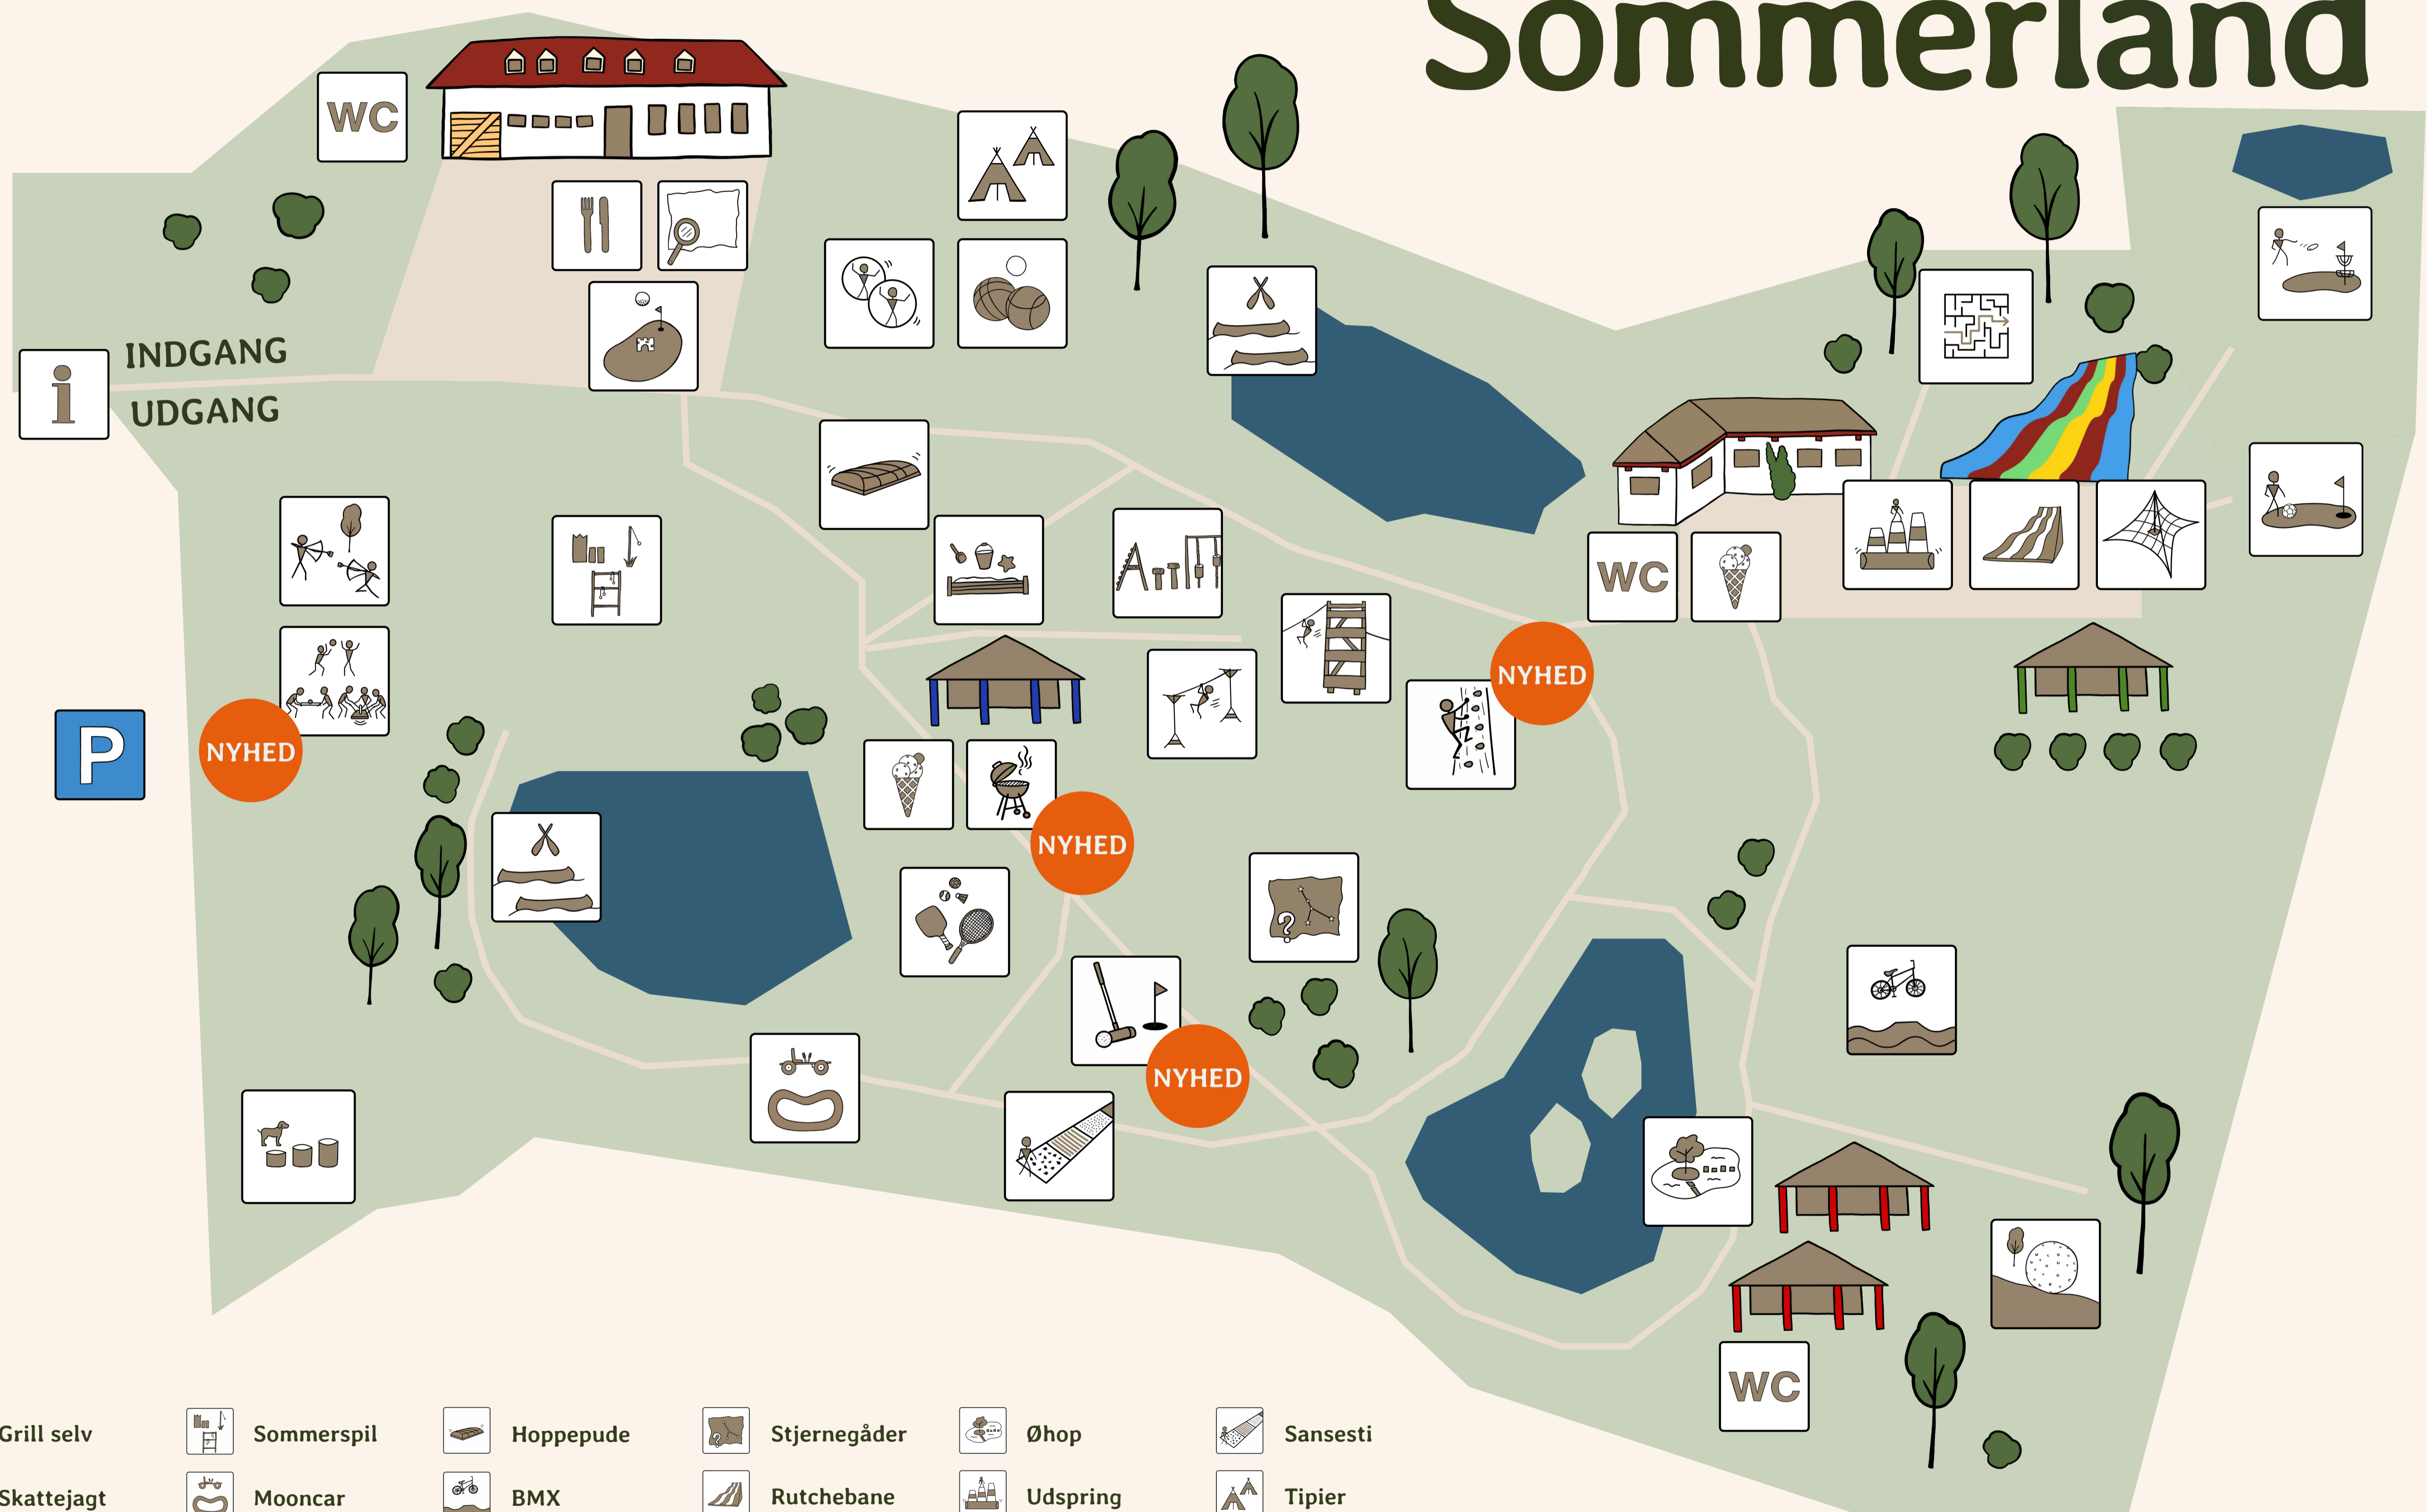 Sommerland
WC
INDGANG
i
UDGANG
WC
NYHED
P
NYHED
NYHED
?
NYHED
WC
Grill selv
Sommerspil
Hoppepude
? Stjernegåder
Øhop
Sansesti
Skattejagt
Mooncar
BMX
Rutchebane
Udspring
Tipier